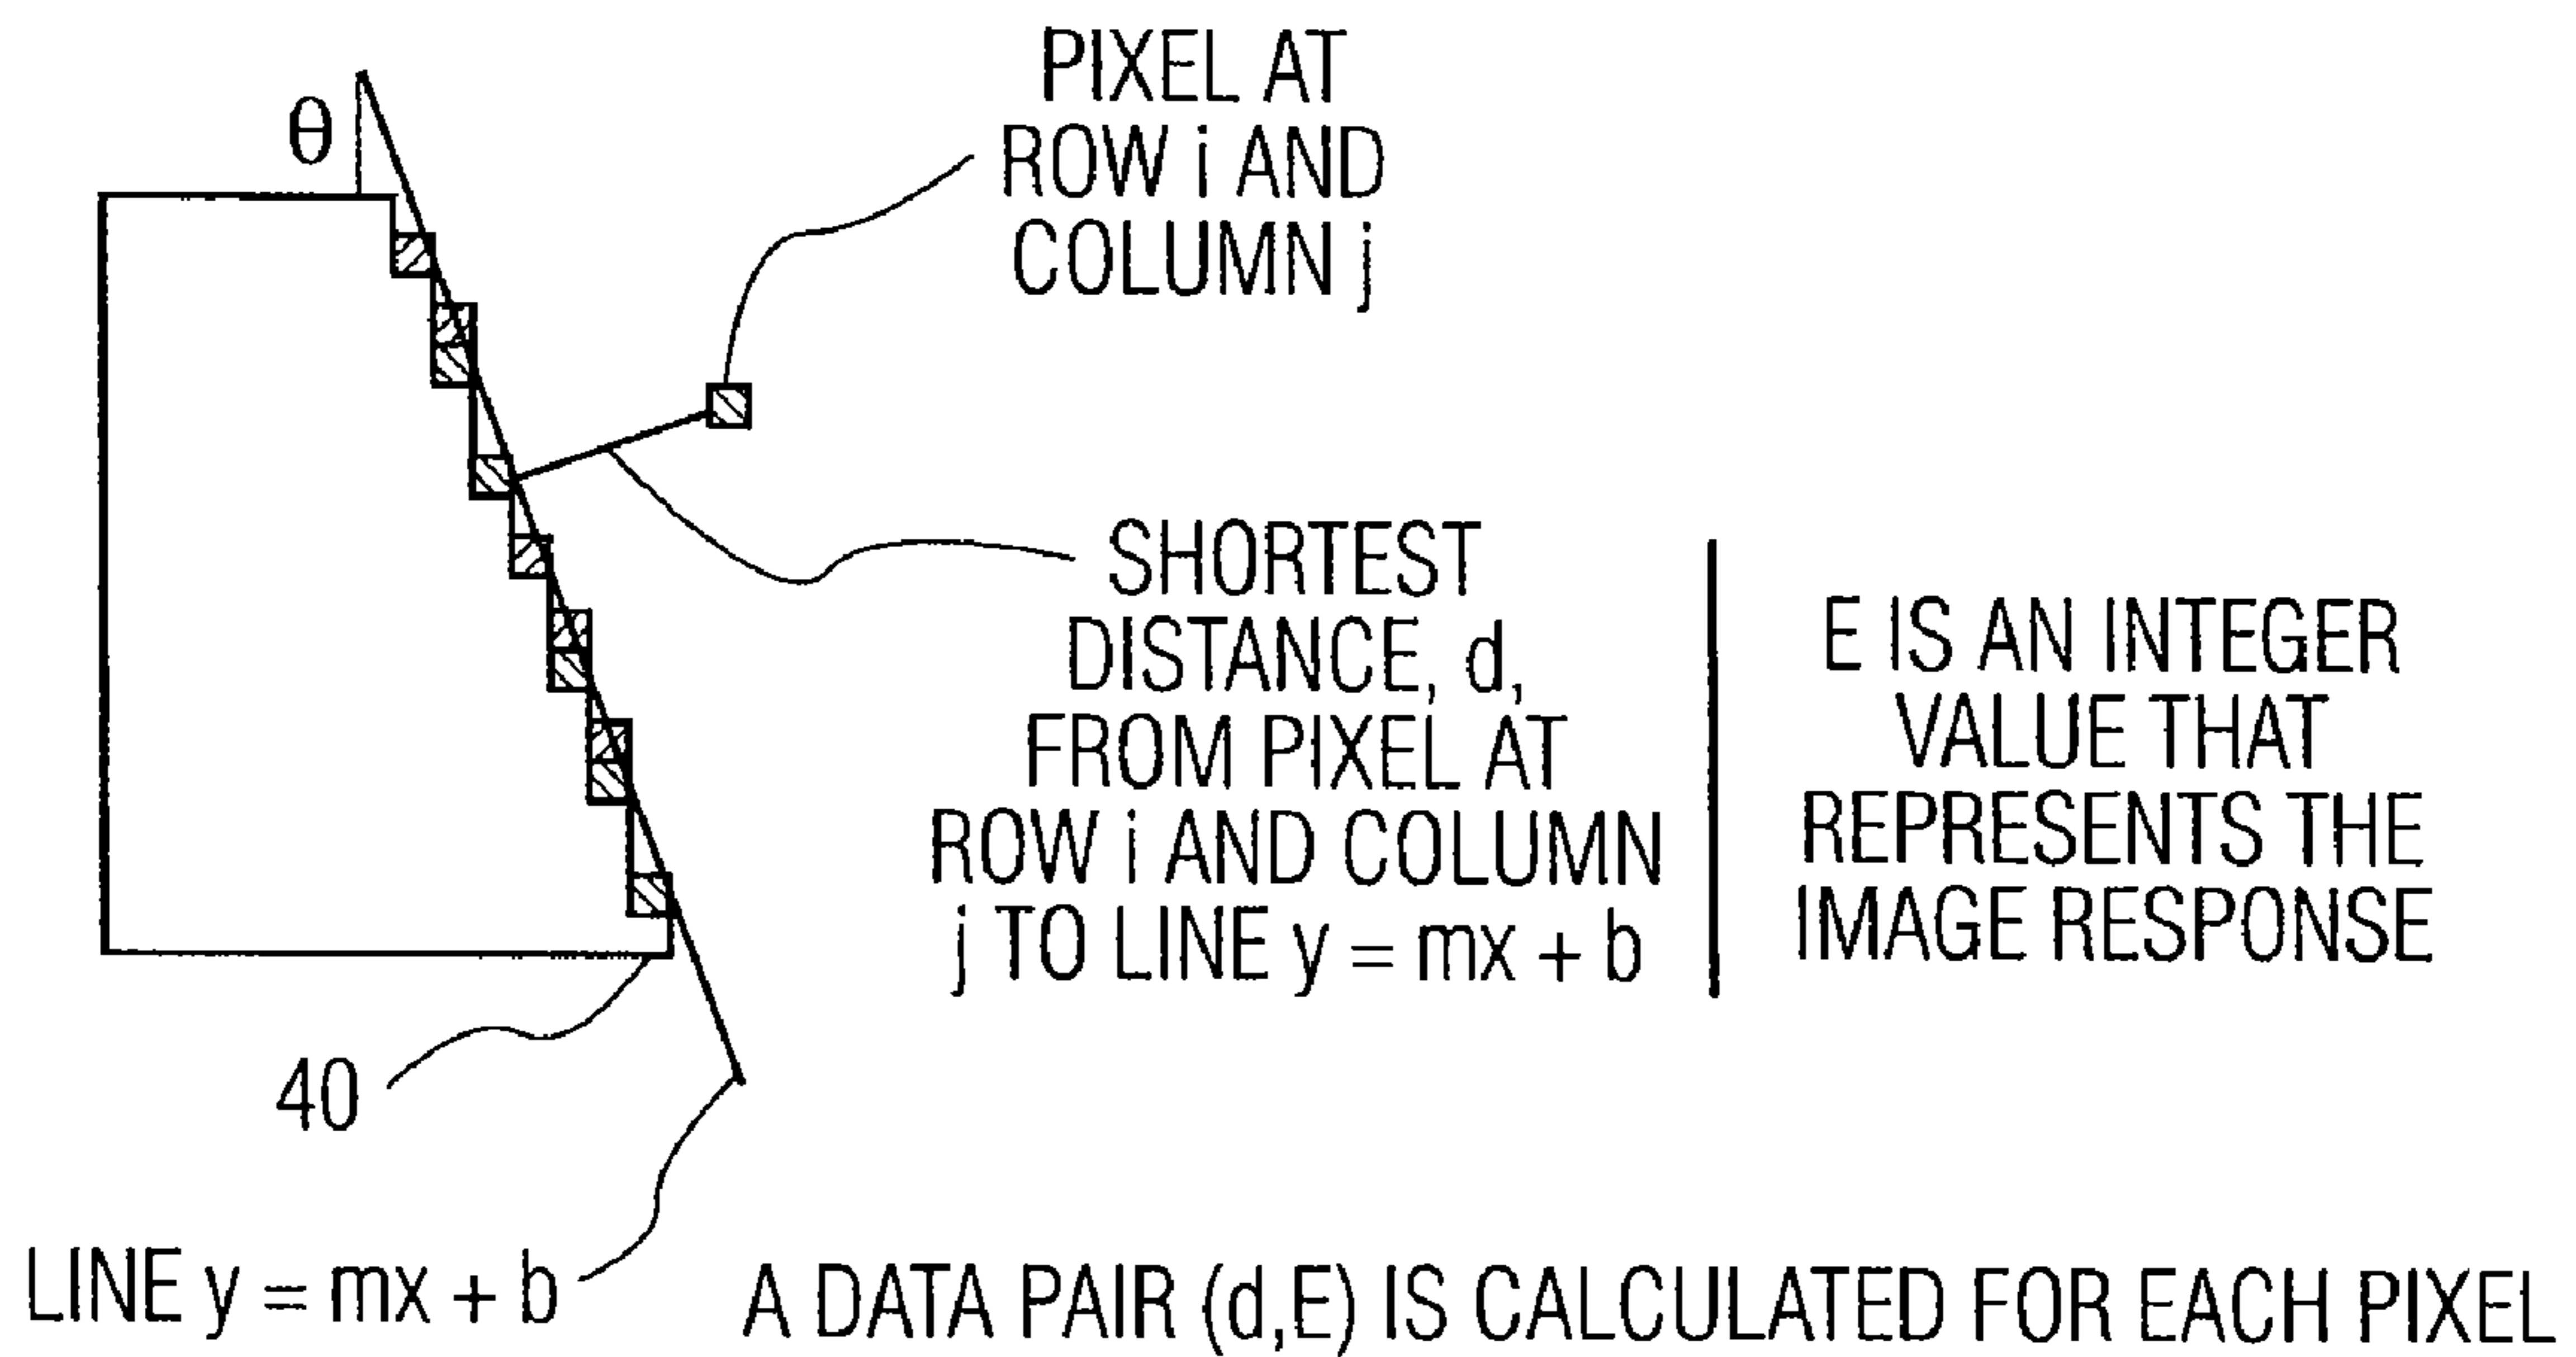 θ
PIXEL AT
ROW i AND
COLUMN j
SHORTEST
DISTANCE, d,
FROM PIXEL AT
ROW i AND COLUMN
j TO LINE y = mx + b
E IS AN INTEGER
VALUE THAT
REPRESENTS THE
IMAGE RESPONSE
40
LINE y = mx + b
A DATA PAIR (d,E) IS CALCULATED FOR EACH PIXEL